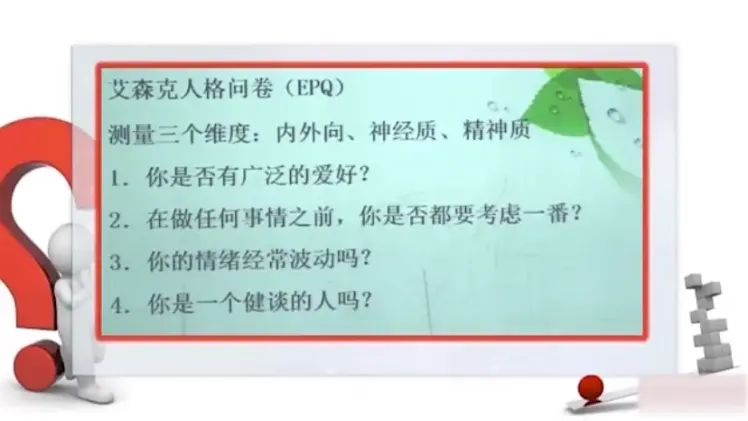 艾森克人格问卷（EPQ）
测量三个维度：内外向、神经质、精神质
1．你是否有广泛的爱好？
2．在做任何事情之前，你是否都要考虑一番？
3．你的情绪经常波动吗？
4．你是一个健谈的人吗？